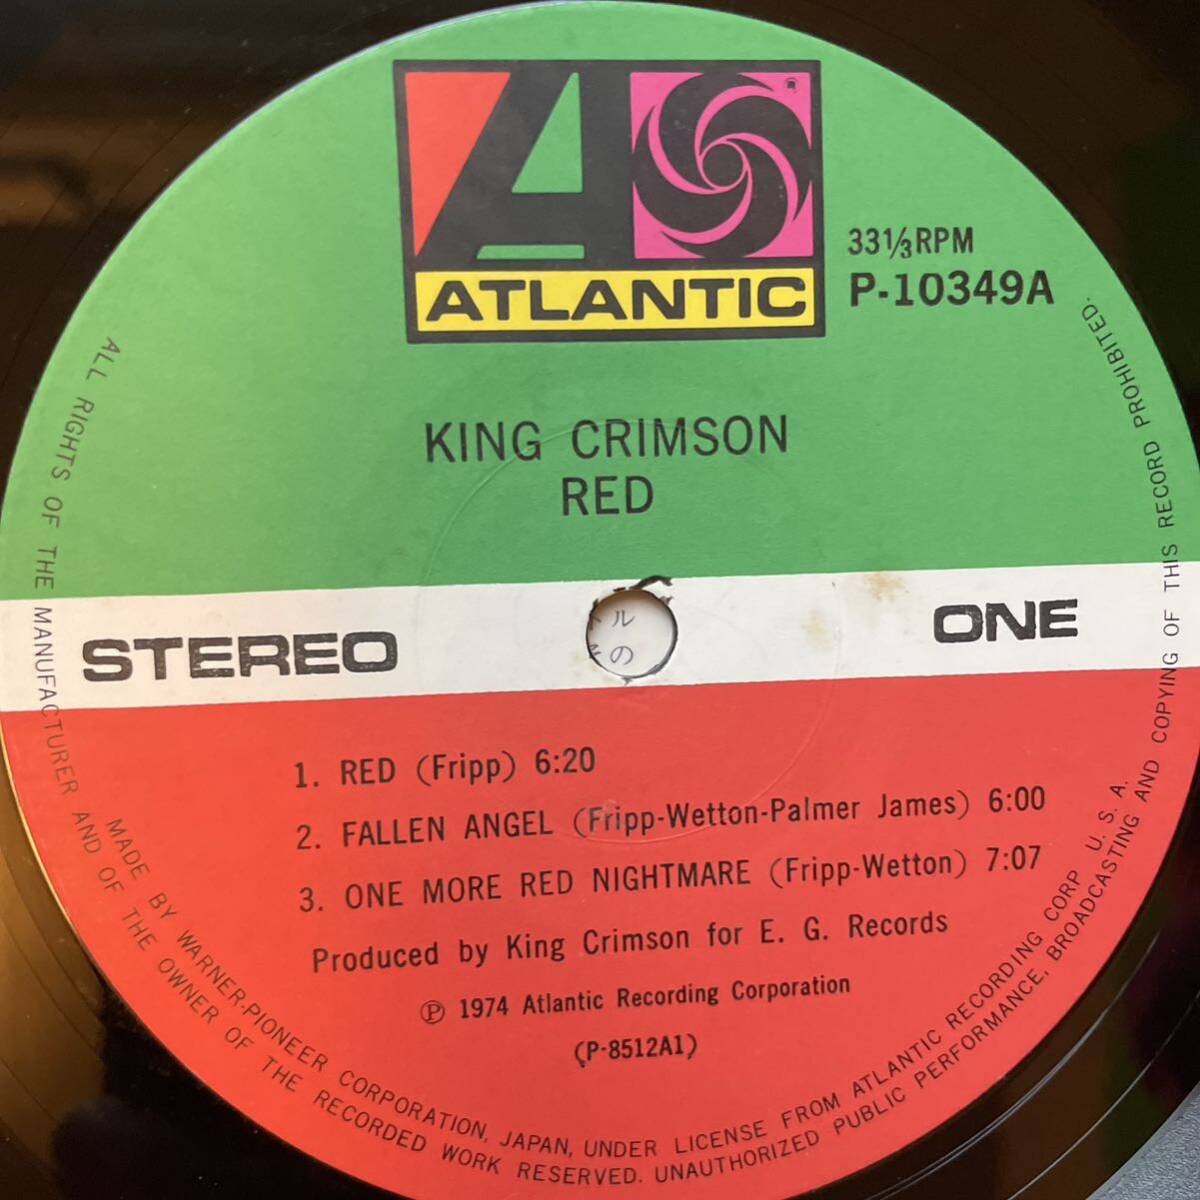 ATLANTIC
33⅓RPM
P-10349A
KING CRIMSON
RED
STEREO
ONE
ルの
1. RED (Fripp) 6:20
2. FALLEN ANGEL (Fripp-Wetton-Palmer James) 6:00
3. ONE MORE RED NIGHTMARE (Fripp-Wetton) 7:07
Produced by King Crimson for E. G. Records
Ⓟ 1974 Atlantic Recording Corporation
(P-8512A1)
MADE BY WARNER-PIONEER CORPORATION, JAPAN, UNDER LICENSE FROM ATLANTIC RECORDING CORP U. S. A.
ALL RIGHTS OF THE MANUFACTURER AND OF THE OWNER OF THE RECORDED WORK RESERVED. UNAUTHORIZED PUBLIC PERFORMANCE, BROADCASTING AND COPYING OF THIS RECORD PROHIBITED.